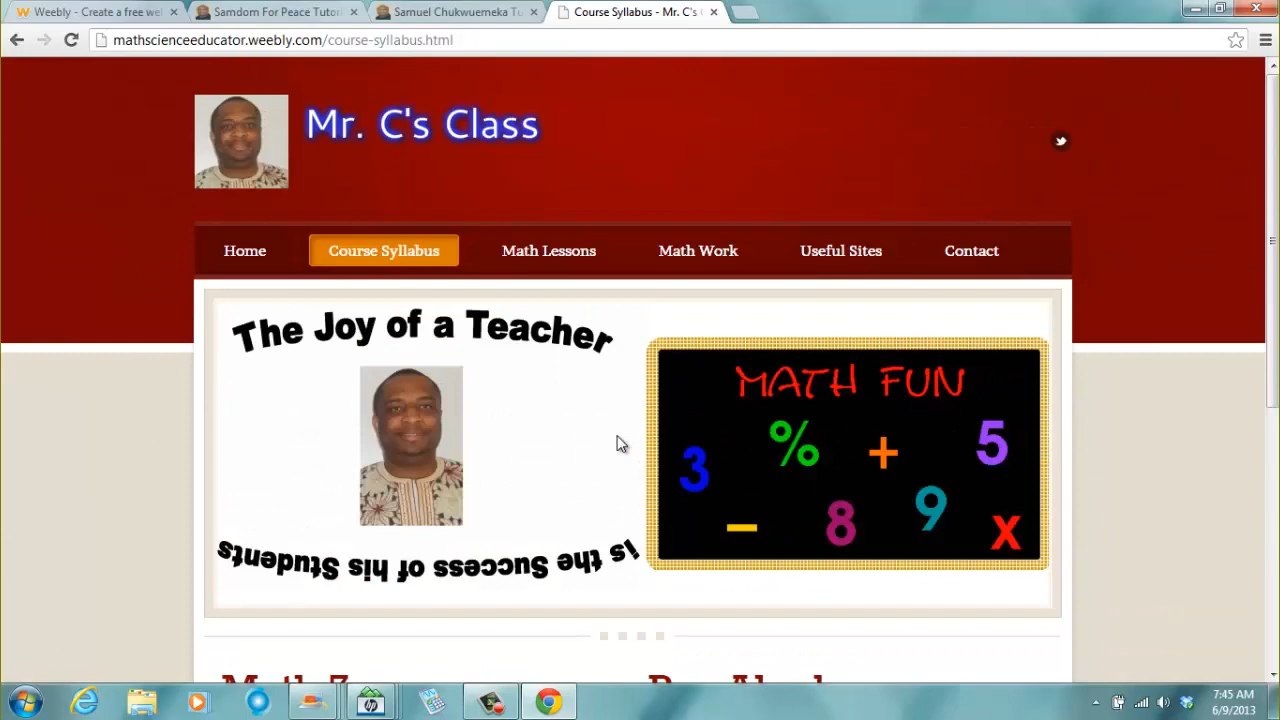 Weebly - Create a free we
Samdom For Peace Tutor
Samuel Chukwuemeka Tu
Course Syllabus - Mr. C's
mathscienceeducator.weebly.com/course-syllabus.html
Mr. C's Class
Home
Course Syllabus
Math Lessons
Math Work
Useful Sites
Contact
The Joy of a Teacher
is the Success of his Students
MATH FUN
3 % + 5
− 8 9 x
7:45 AM
6/9/2013